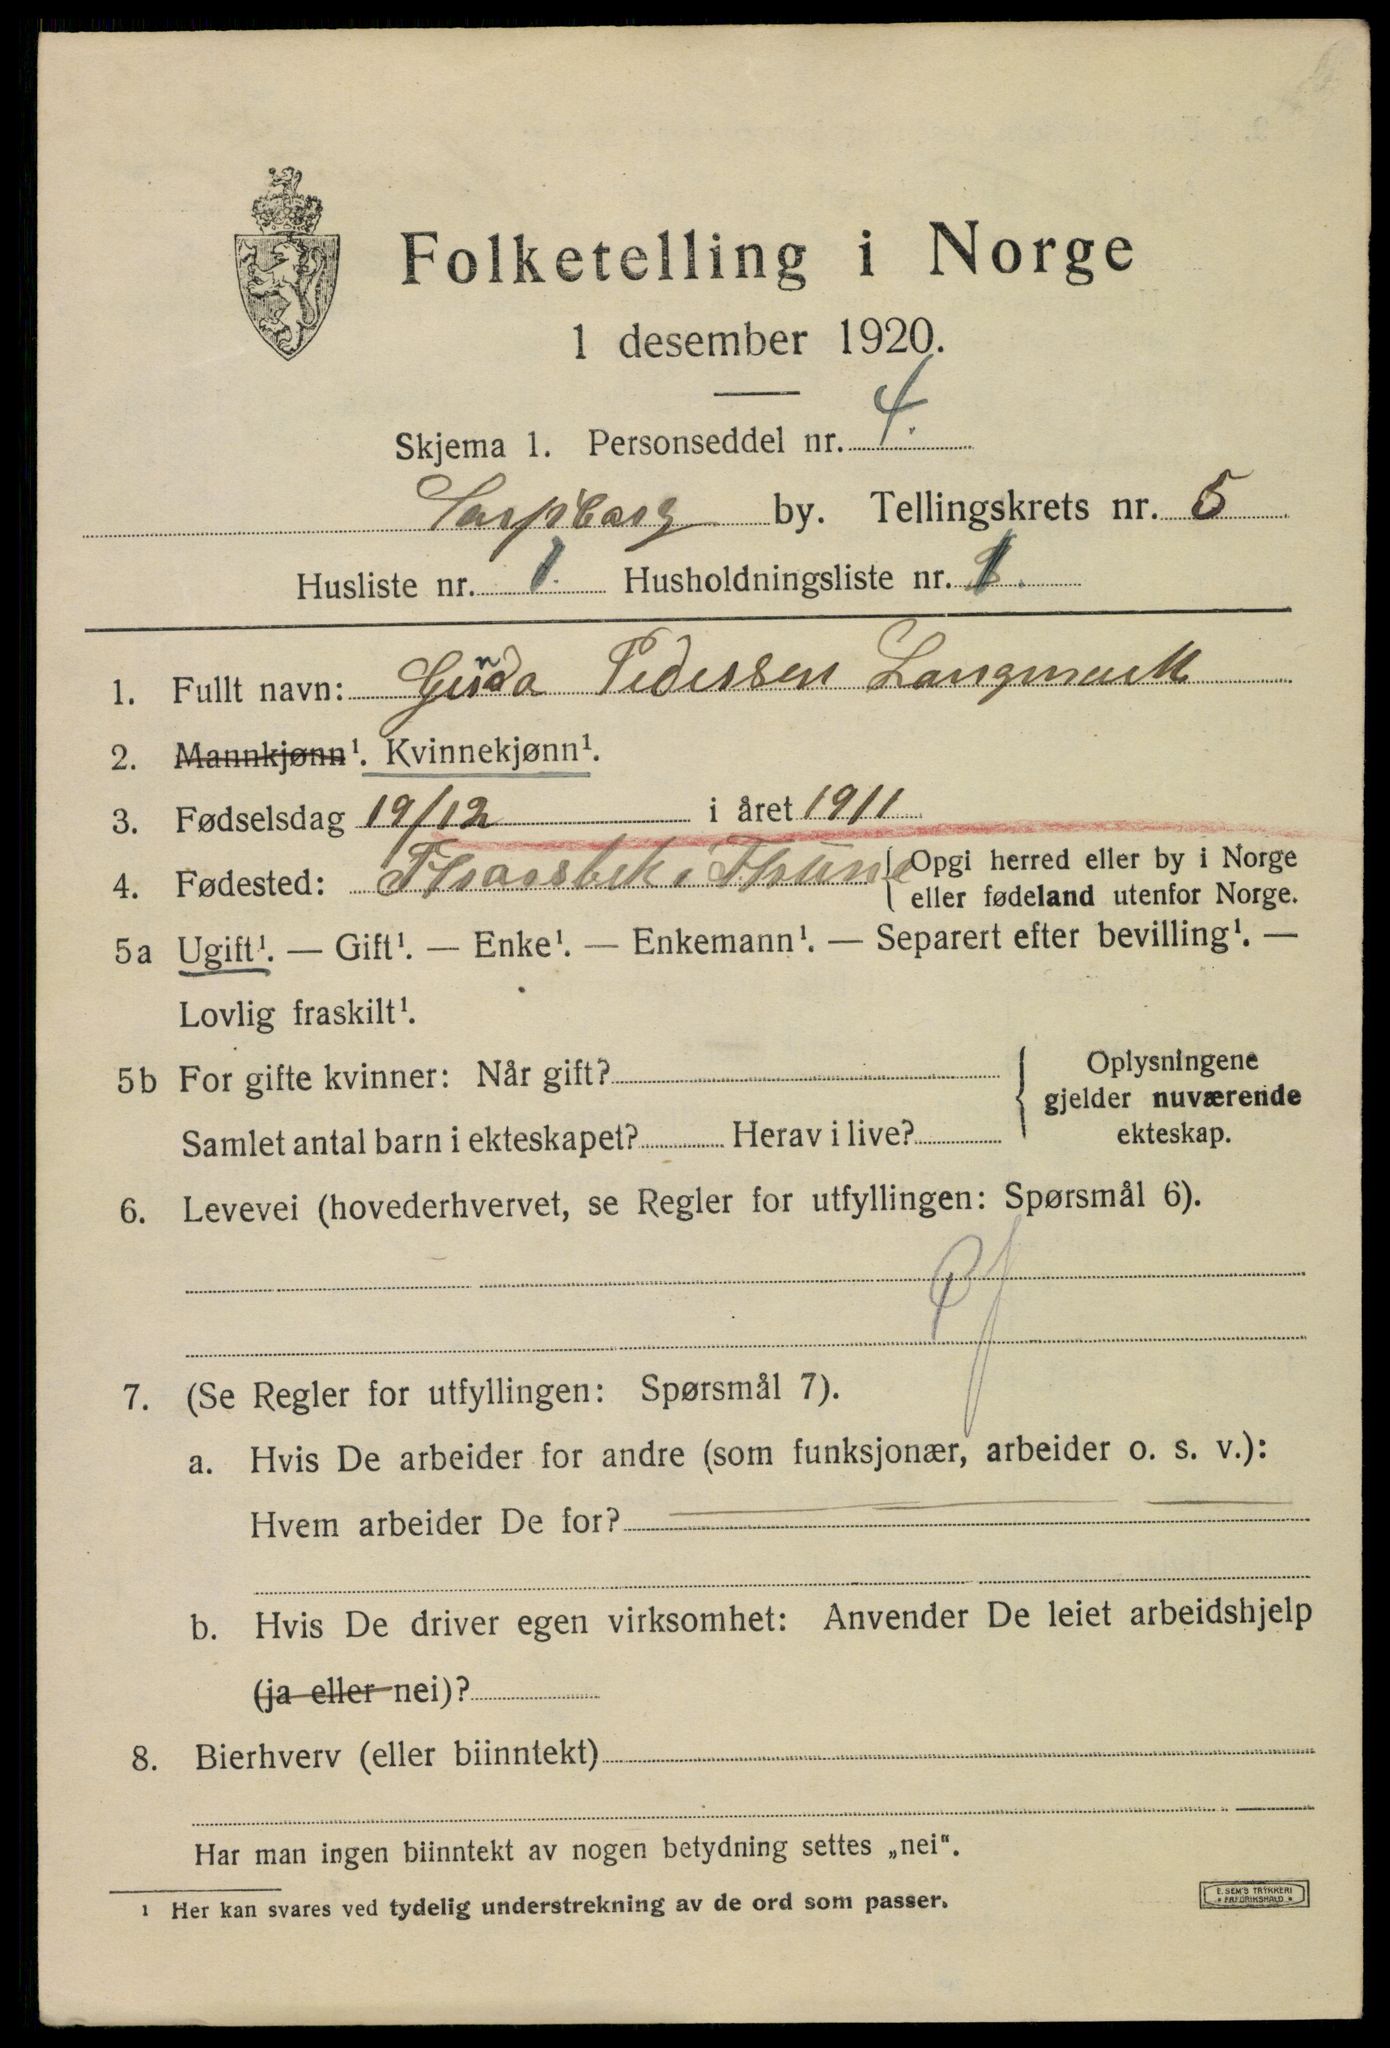 Folketelling i Norge
1 desember 1920.
Skjema 1. Personseddel nr. 4.
Sarpsborg by. Tellingskrets nr. 5
Husliste nr. 1. Husholdningsliste nr. 1.
1. Fullt navn: Gunda Pedersen Langmark
2. Mannkjønn¹. Kvinnekjønn¹.
3. Fødselsdag 19/12 i året 1911
4. Fødested: i Thune { Opgi herred eller by i Norge
eller fødeland utenfor Norge.
5a Ugift¹. — Gift¹. — Enke¹. — Enkemann¹. — Separert efter bevilling¹. —
Lovlig fraskilt¹.
5b For gifte kvinner: Når gift?
Samlet antal barn i ekteskapet? Herav i live?
{ Oplysningene
gjelder nuværende
ekteskap.
6. Levevei (hovederhvervet, se Regler for utfyllingen: Spørsmål 6).
7. (Se Regler for utfyllingen: Spørsmål 7).
a. Hvis De arbeider for andre (som funksjonær, arbeider o. s. v.):
Hvem arbeider De for?
b. Hvis De driver egen virksomhet: Anvender De leiet arbeidshjelp
(ja eller nei)?
8. Bierhverv (eller biinntekt)
Har man ingen biinntekt av nogen betydning settes „nei“.
¹ Her kan svares ved tydelig understrekning av de ord som passer.
E. SEM'S TRYKKERI
FREDRIKSHALD